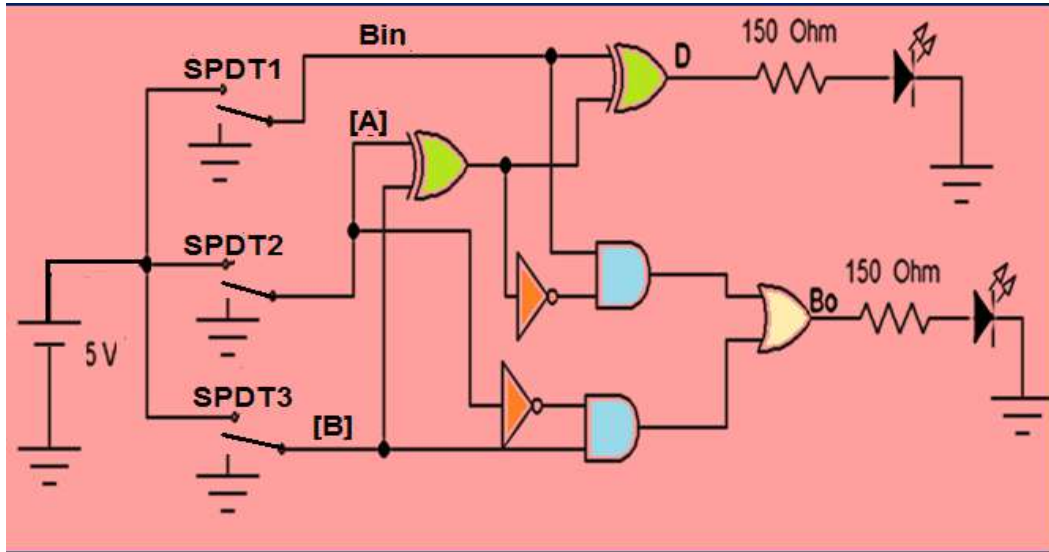 Bin
150 Ohm
D
SPDT1
[A]
SPDT2
150 Ohm
Bo
5 V
SPDT3
[B]